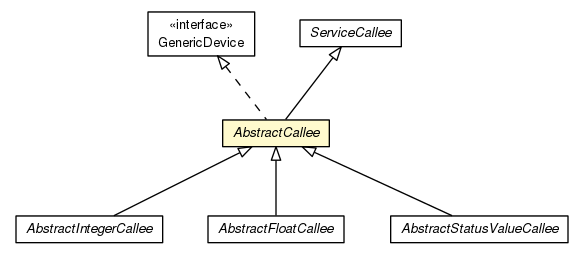 «interface»
GenericDevice
ServiceCallee
AbstractCallee
AbstractIntegerCallee
AbstractFloatCallee
AbstractStatusValueCallee